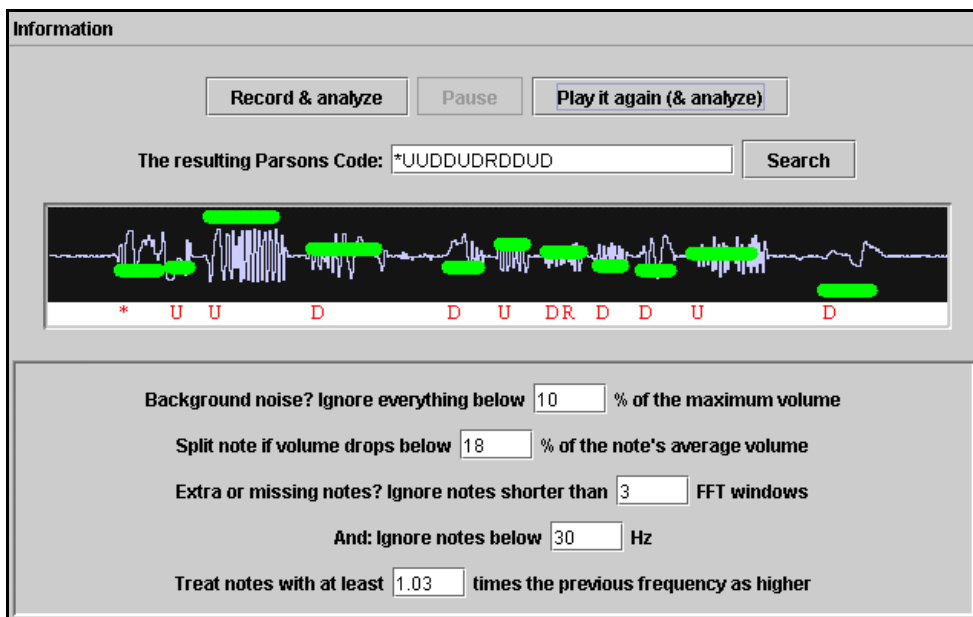 Information
Record & analyze Pause Play it again (& analyze)
The resulting Parsons Code: *UUDDUDRDDUD Search
* U U D D U D R D D U D
Background noise? Ignore everything below 10 % of the maximum volume
Split note if volume drops below 18 % of the note's average volume
Extra or missing notes? Ignore notes shorter than 3 FFT windows
And: Ignore notes below 30 Hz
Treat notes with at least 1.03 times the previous frequency as higher